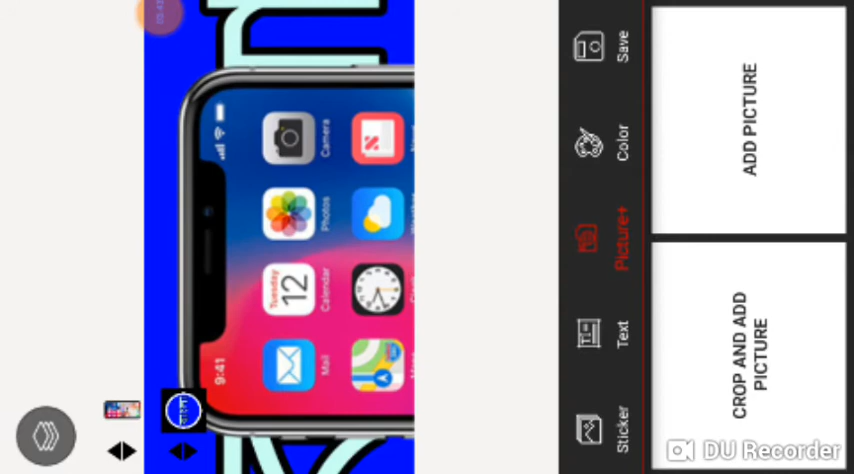 9:41
Tuesday
12
Mail Calendar Photos Camera
Sticker Text Picture+ Color Save
CROP AND ADD
PICTURE
ADD PICTURE
DU Recorder